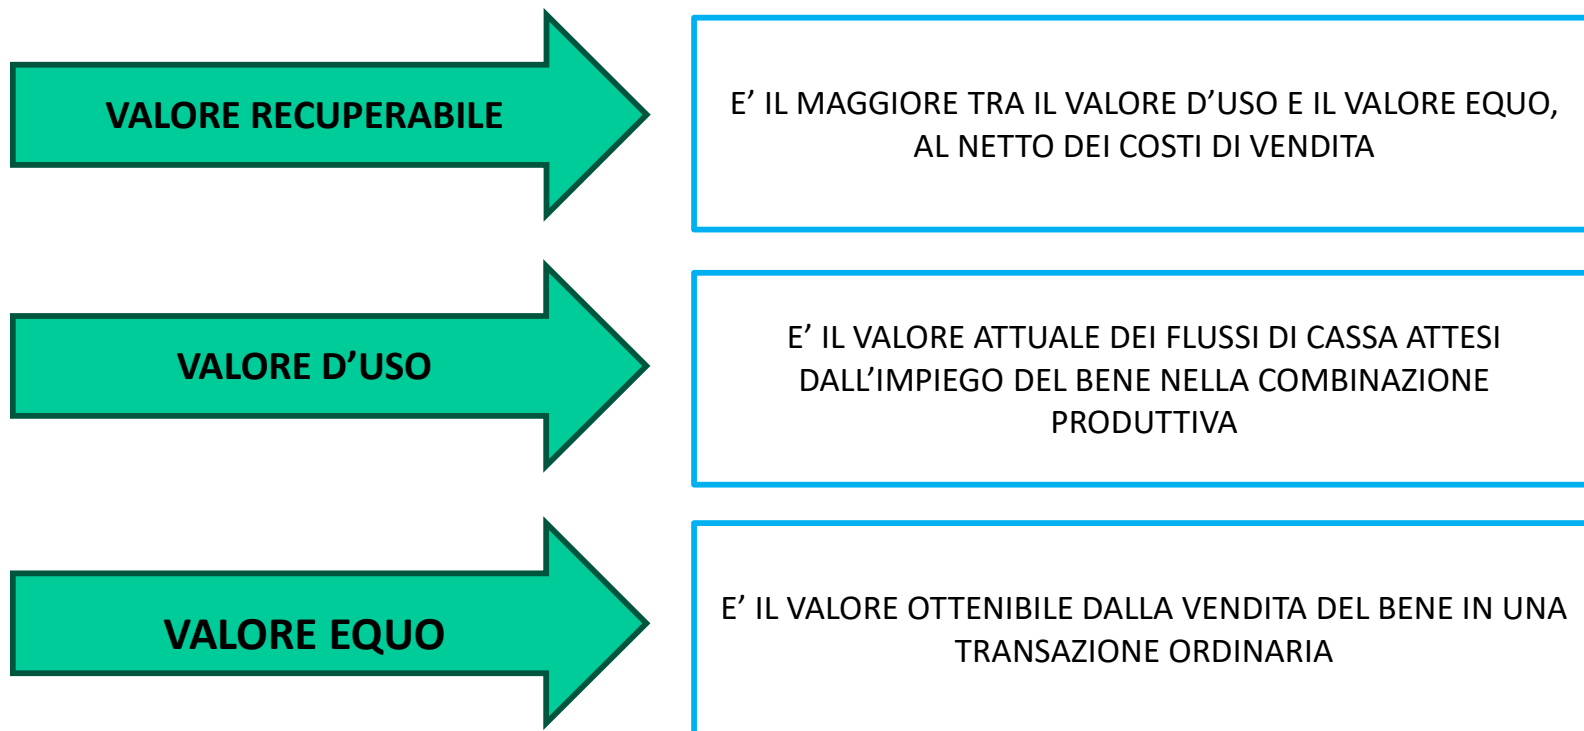 VALORE RECUPERABILE
E’ IL MAGGIORE TRA IL VALORE D’USO E IL VALORE EQUO,
AL NETTO DEI COSTI DI VENDITA
VALORE D’USO
E’ IL VALORE ATTUALE DEI FLUSSI DI CASSA ATTESI
DALL’IMPIEGO DEL BENE NELLA COMBINAZIONE
PRODUTTIVA
VALORE EQUO
E’ IL VALORE OTTENIBILE DALLA VENDITA DEL BENE IN UNA
TRANSAZIONE ORDINARIA